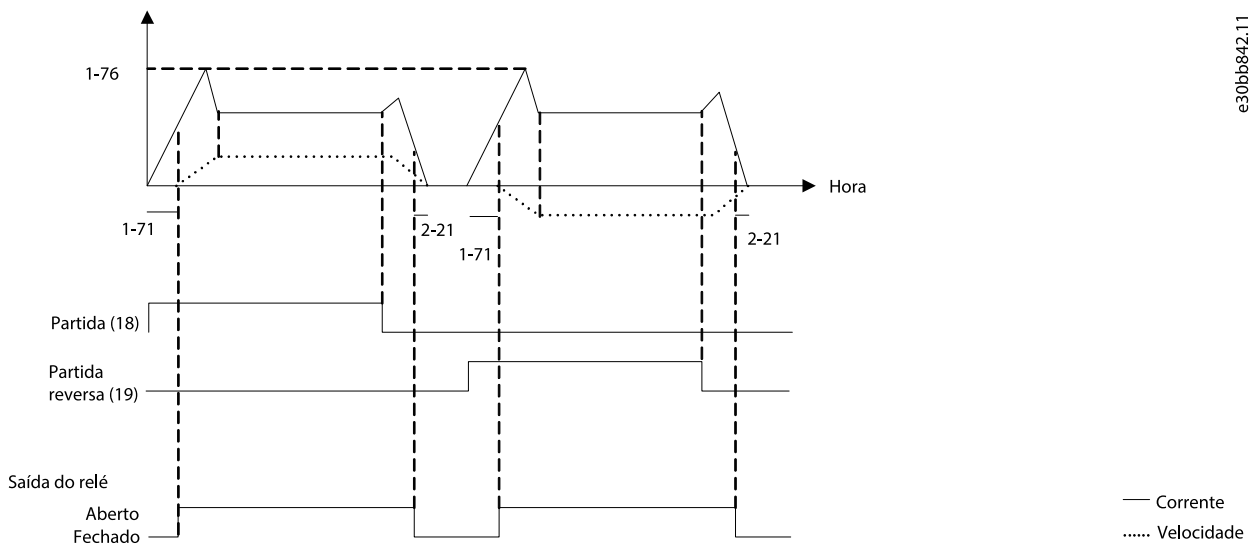 e30bb842.11
1-76
Hora
1-71
2-21
1-71
2-21
Partida (18)
Partida
reversa (19)
Saída do relé
Aberto
Fechado
Corrente
Velocidade